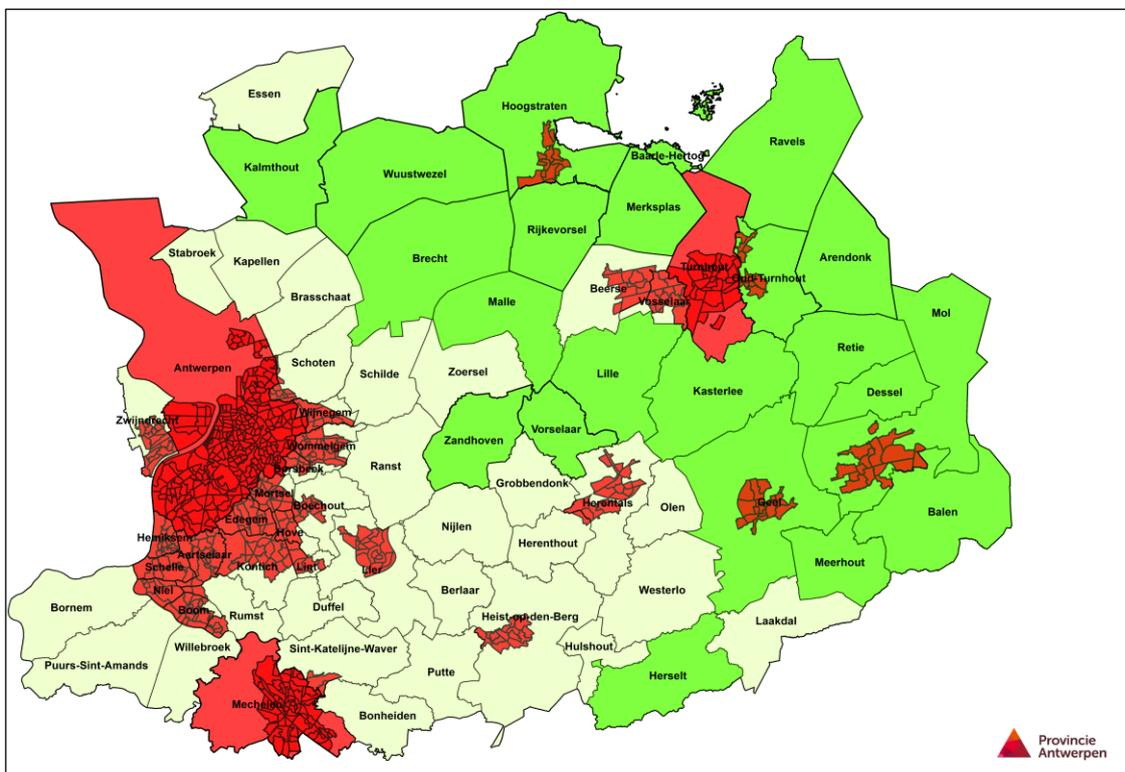 Essen
Hoogstraten
Kalmthout
Wuustwezel
Baarle-Hertog
Ravels
Merksplas
Rijkevorsel
Stabroek
Kapellen
Brecht
Arendonk
Turnhout
Oud-Turnhout
Brasschaat
Beerse
Vosselaar
Malle
Mol
Antwerpen
Schoten
Schilde
Zoersel
Lille
Kasterlee
Retie
Dessel
Zwijndrecht
Wijnegem
Wommelgem
Borsbeek
Ranst
Zandhoven
Vorselaar
Grobbendonk
Herentals
Olen
Geel
Balen
Mortsel
Boechout
Edegem
Hove
Nijlen
Hemiksem
Aartselaar
Schelle
Kontich
Lint
Lier
Herenthout
Meerhout
Niel
Boom
Rumst
Duffel
Berlaar
Westerlo
Bornem
Heist-op-den-Berg
Laakdal
Willebroek
Sint-Katelijne-Waver
Hulshout
Puurs-Sint-Amands
Putte
Herselt
Mechelen
Bonheiden
Provincie
Antwerpen